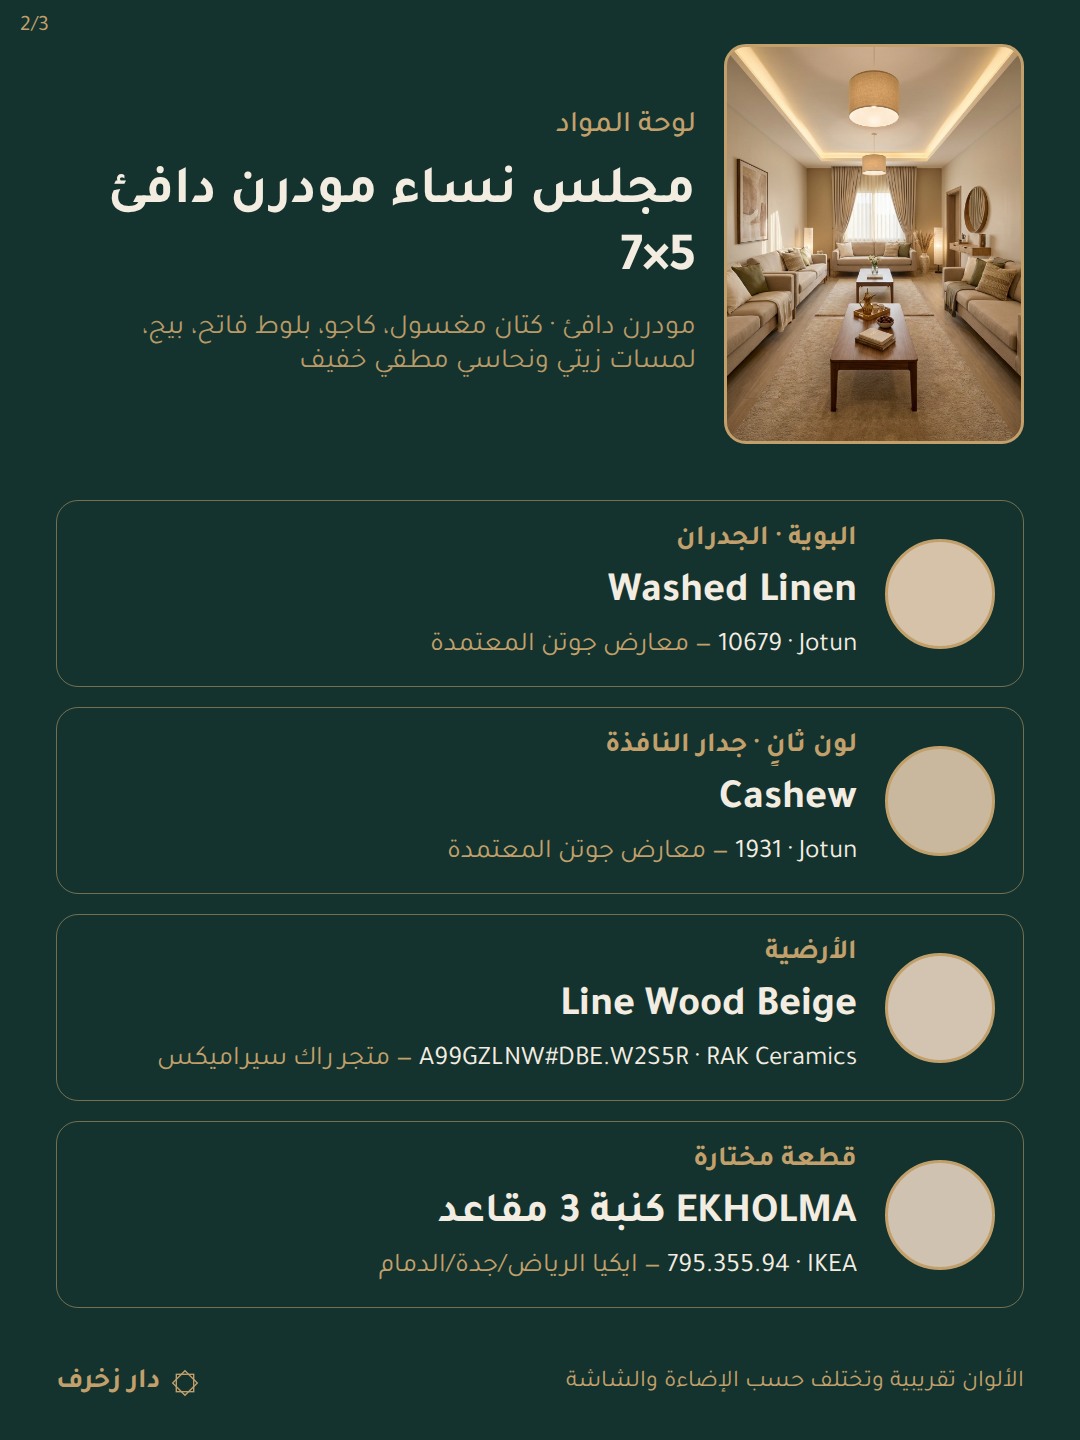 2/3
لوحة المواد
مجلس نساء مودرن دافئ
7×5
مودرن دافئ · كتان مغسول، كاجو، بلوط فاتح، بيج،
لمسات زيتي ونحاسي مطفي خفيف
البوية · الجدران
Washed Linen
Jotun · 10679 – معارض جوتن المعتمدة
لون ثانٍ · جدار النافذة
Cashew
Jotun · 1931 – معارض جوتن المعتمدة
الأرضية
Line Wood Beige
RAK Ceramics · A99GZLNW#DBE.W2S5R – متجر راك سيراميكس
قطعة مختارة
EKHOLMA كنبة 3 مقاعد
IKEA · 795.355.94 – ايكيا الرياض/جدة/الدمام
الألوان تقريبية وتختلف حسب الإضاءة والشاشة
دار زخرف